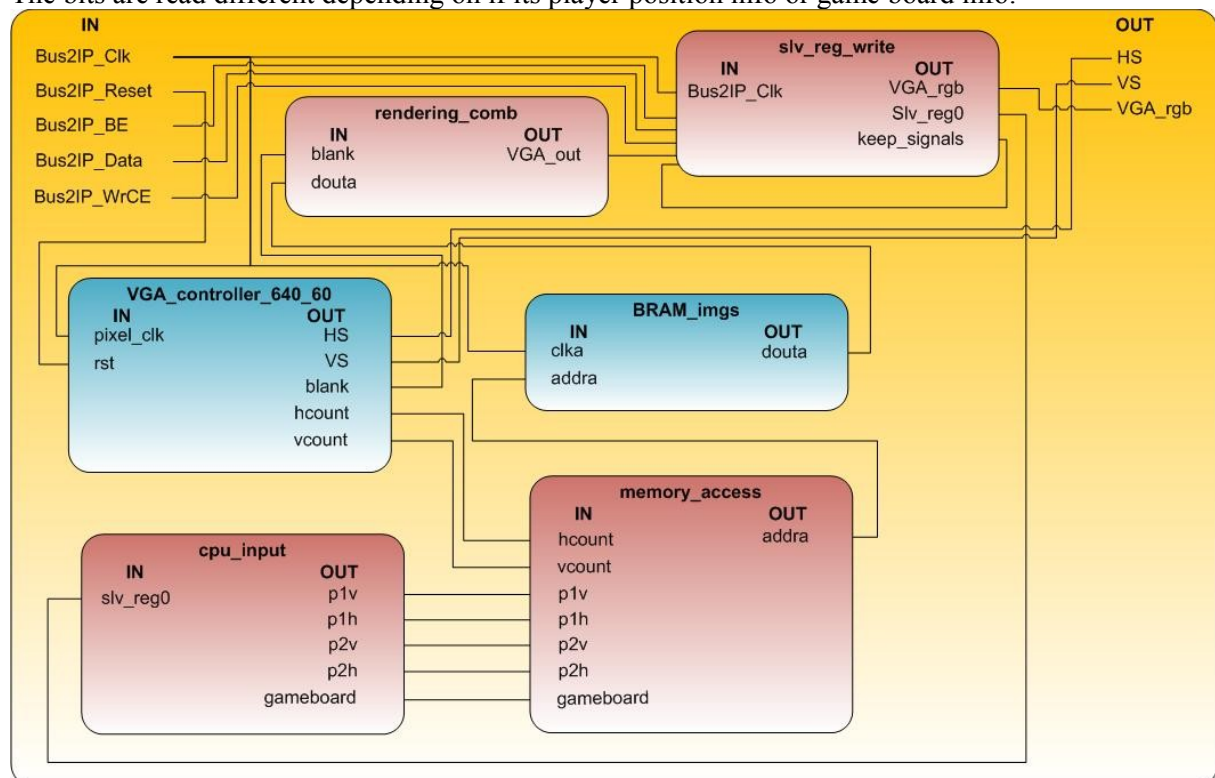 The bits are read different depending on if its player position info or game board info.
IN
OUT
Bus2IP_Clk
Bus2IP_Reset
Bus2IP_BE
Bus2IP_Data
Bus2IP_WrCE
HS
VS
VGA_rgb
slv_reg_write
IN
OUT
Bus2IP_Clk
VGA_rgb
Slv_reg0
keep_signals
rendering_comb
IN
OUT
blank
VGA_out
douta
VGA_controller_640_60
IN
OUT
pixel_clk
HS
rst
VS
blank
hcount
vcount
BRAM_imgs
IN
OUT
clka
douta
addra
memory_access
IN
OUT
hcount
addra
vcount
p1v
p1h
p2v
p2h
gameboard
cpu_input
IN
OUT
slv_reg0
p1v
p1h
p2v
p2h
gameboard